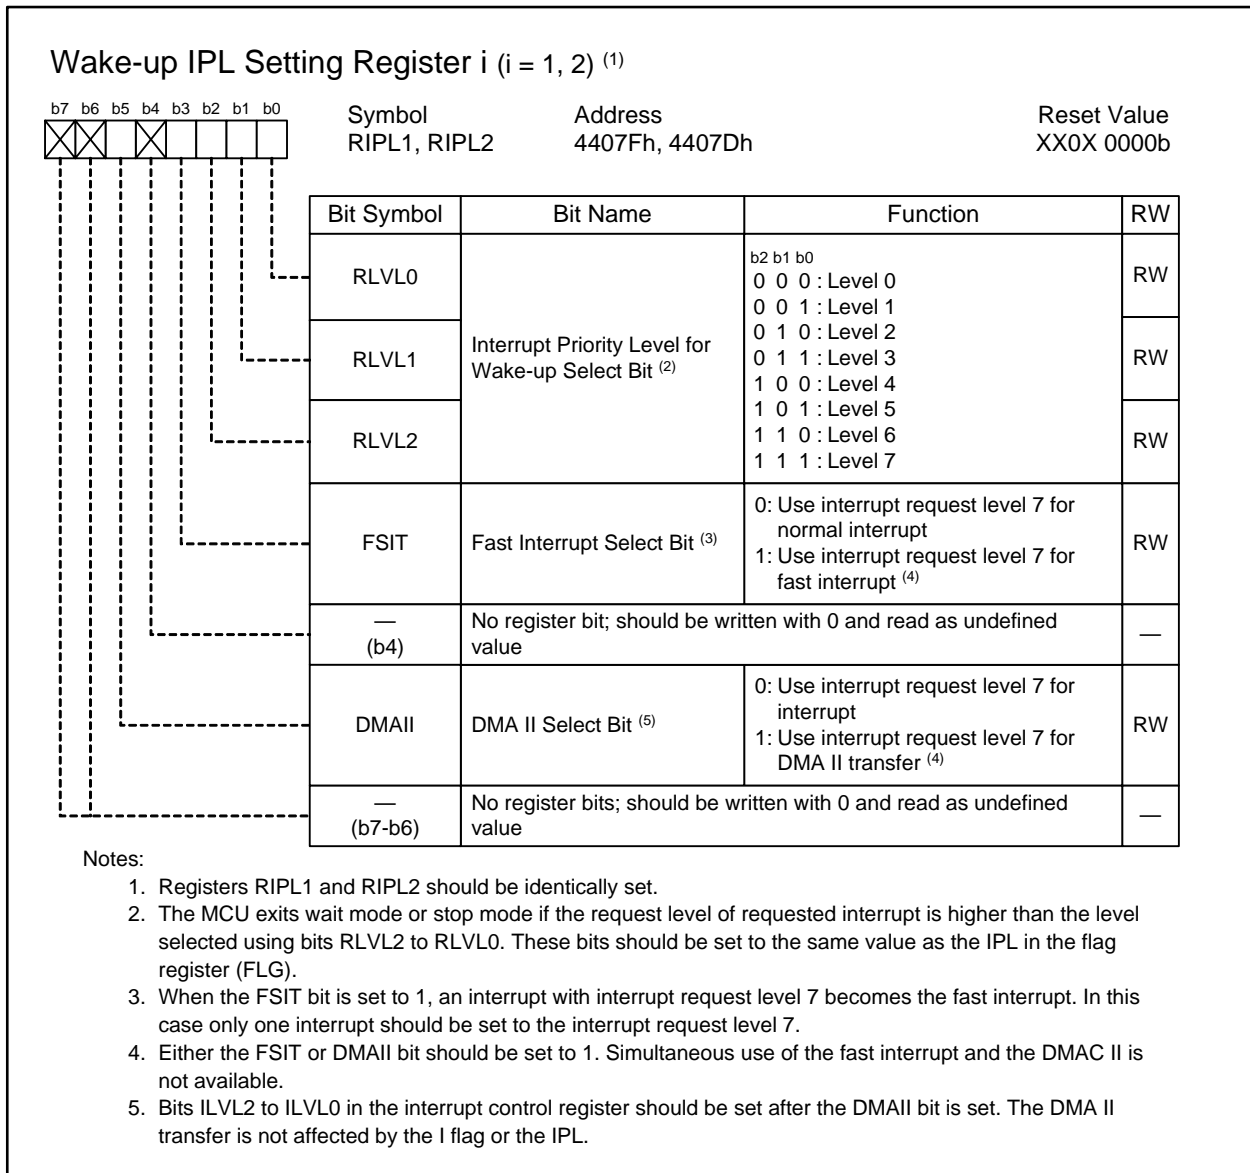 Wake-up IPL Setting Register i (i = 1, 2) (1)
b7 b6 b5 b4 b3 b2 b1 b0
Symbol Address Reset Value
RIPL1, RIPL2 4407Fh, 4407Dh XX0X 0000b
Bit Symbol Bit Name Function RW
RLVL0
RLVL1
RLVL2
Interrupt Priority Level for
Wake-up Select Bit (2)
b2 b1 b0
0 0 0 : Level 0
0 0 1 : Level 1
0 1 0 : Level 2
0 1 1 : Level 3
1 0 0 : Level 4
1 0 1 : Level 5
1 1 0 : Level 6
1 1 1 : Level 7
RW
RW
RW
FSIT
Fast Interrupt Select Bit (3)
0: Use interrupt request level 7 for
normal interrupt
1: Use interrupt request level 7 for
fast interrupt (4)
RW
—
(b4)
No register bit; should be written with 0 and read as undefined
value
—
DMAII
DMA II Select Bit (5)
0: Use interrupt request level 7 for
interrupt
1: Use interrupt request level 7 for
DMA II transfer (4)
RW
—
(b7-b6)
No register bits; should be written with 0 and read as undefined
value
—
Notes:
1. Registers RIPL1 and RIPL2 should be identically set.
2. The MCU exits wait mode or stop mode if the request level of requested interrupt is higher than the level
selected using bits RLVL2 to RLVL0. These bits should be set to the same value as the IPL in the flag
register (FLG).
3. When the FSIT bit is set to 1, an interrupt with interrupt request level 7 becomes the fast interrupt. In this
case only one interrupt should be set to the interrupt request level 7.
4. Either the FSIT or DMAII bit should be set to 1. Simultaneous use of the fast interrupt and the DMAC II is
not available.
5. Bits ILVL2 to ILVL0 in the interrupt control register should be set after the DMAII bit is set. The DMA II
transfer is not affected by the I flag or the IPL.